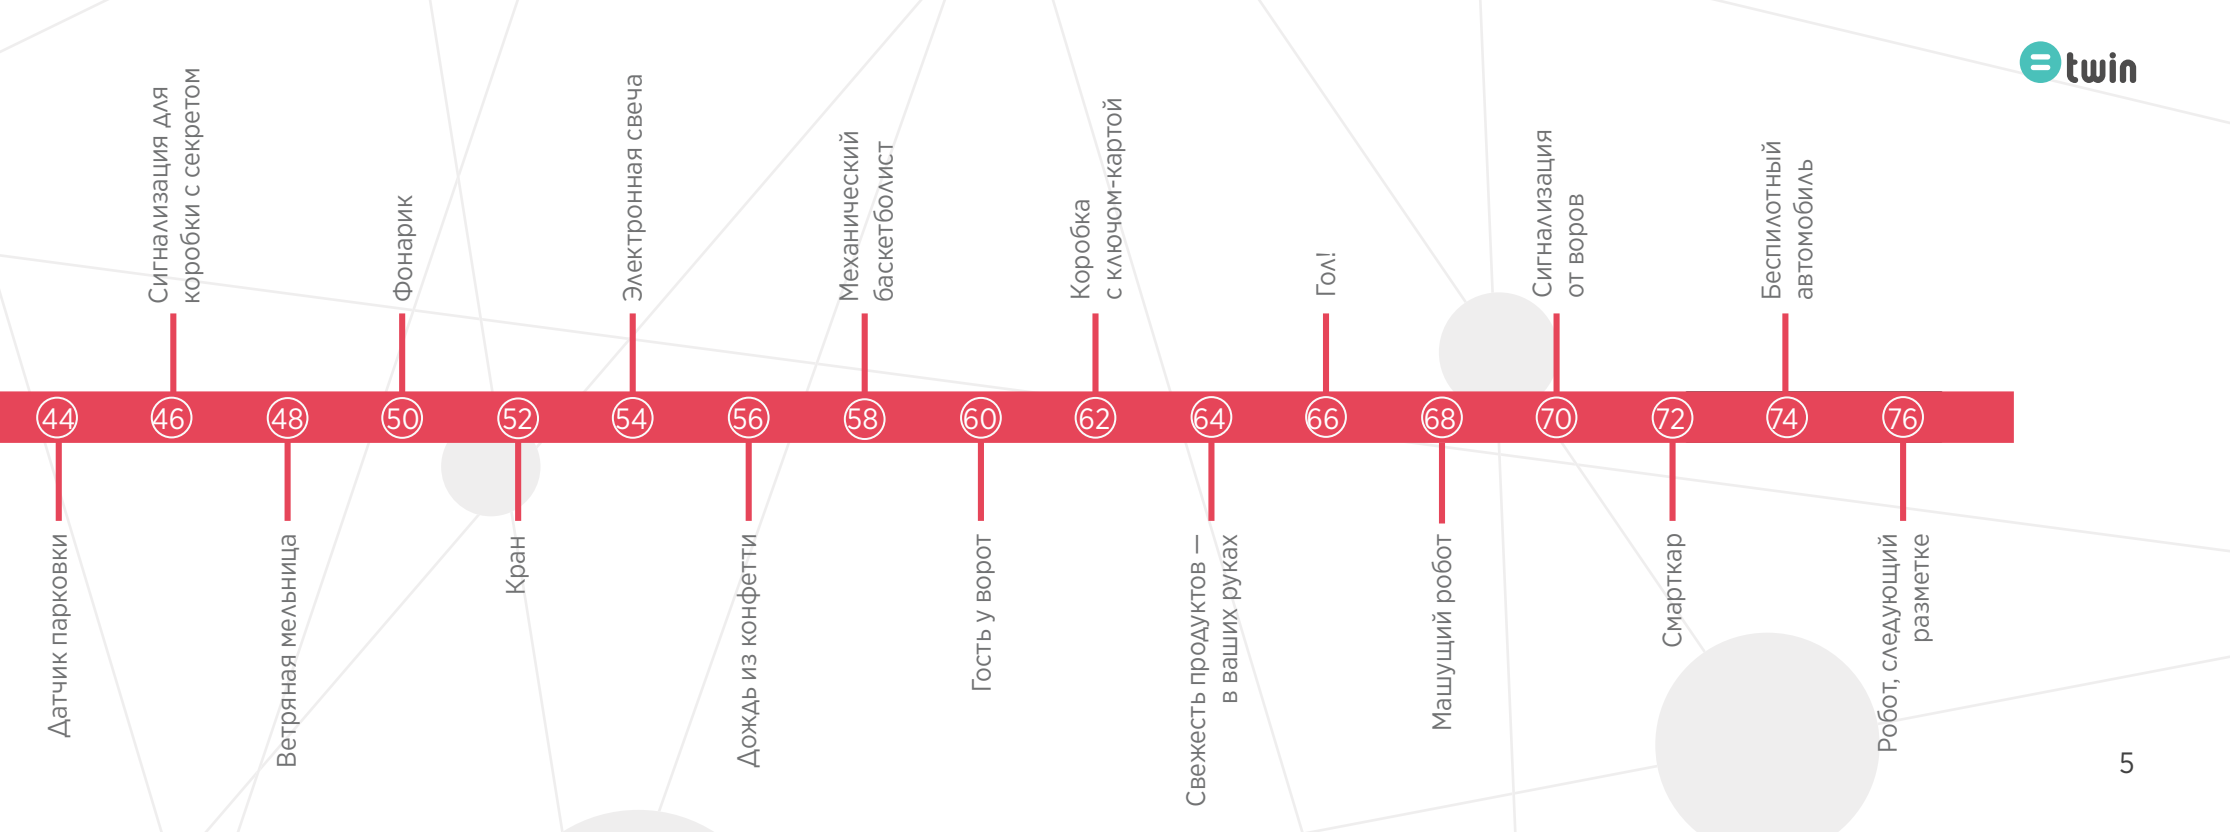 twin
Сигнализация для
коробки с секретом
Фонарик
Электронная свеча
Механический
баскетболист
Коробка
с ключом-картой
Гол!
Сигнализация
от воров
Беспилотный
автомобиль
44 46 48 50 52 54 56 58 60 62 64 66 68 70 72 74 76
Датчик парковки
Ветряная мельница
Кран
Дождь из конфетти
Гость у ворот
Свежесть продуктов —
в ваших руках
Машущий робот
Смарткар
Робот, следующий
разметке
5